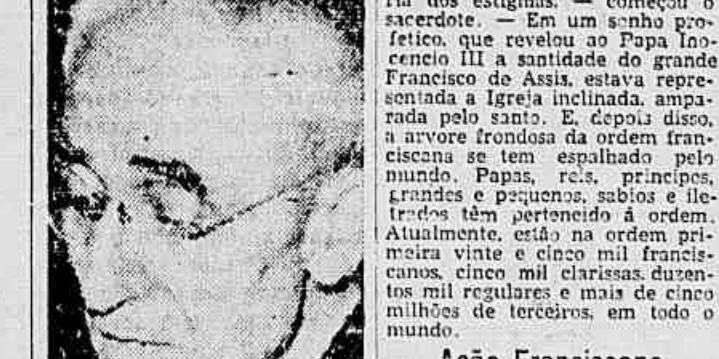 ria dos estigmas. — começou o
sacerdote. — Em um sonho pro-
fetico, que revelou ao Papa Ino-
cencio III a santidade do grande
Francisco de Assis, estava repre-
sentada a Igreja inclinada, ampa-
rada pelo santo. E, depois disso,
a arvore frondosa da ordem fran-
ciscana se tem espalhado pelo
mundo. Papas, reis, principes,
grandes e pequenos, sabios e ile-
trados têm pertencido á ordem.
Atualmente, estão na ordem pri-
meira vinte e cinco mil francis-
canos, cinco mil clarissas, duzen-
tos mil regulares e mais de cinco
milhões de terceiros, em todo o
mundo.
Ação Franciscana